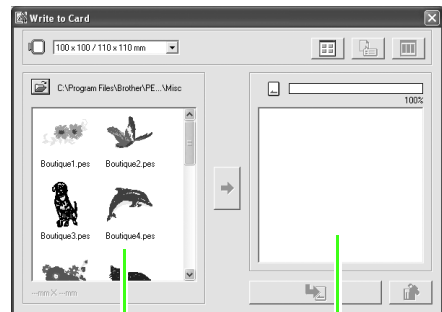 Write to Card
100 x 100 / 110 x 110 mm
C:\Program Files\Brother\PE...\Misc
100%
Boutique1.pes
Boutique2.pes
Boutique3.pes
Boutique4.pes
--mm X --mm